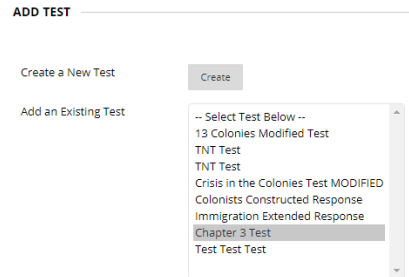 ADD TEST
Create a New Test
Create
Add an Existing Test
-- Select Test Below --
13 Colonies Modified Test
TNT Test
TNT Test
Crisis in the Colonies Test MODIFIED
Colonists Constructed Response
Immigration Extended Response
Chapter 3 Test
Test Test Test